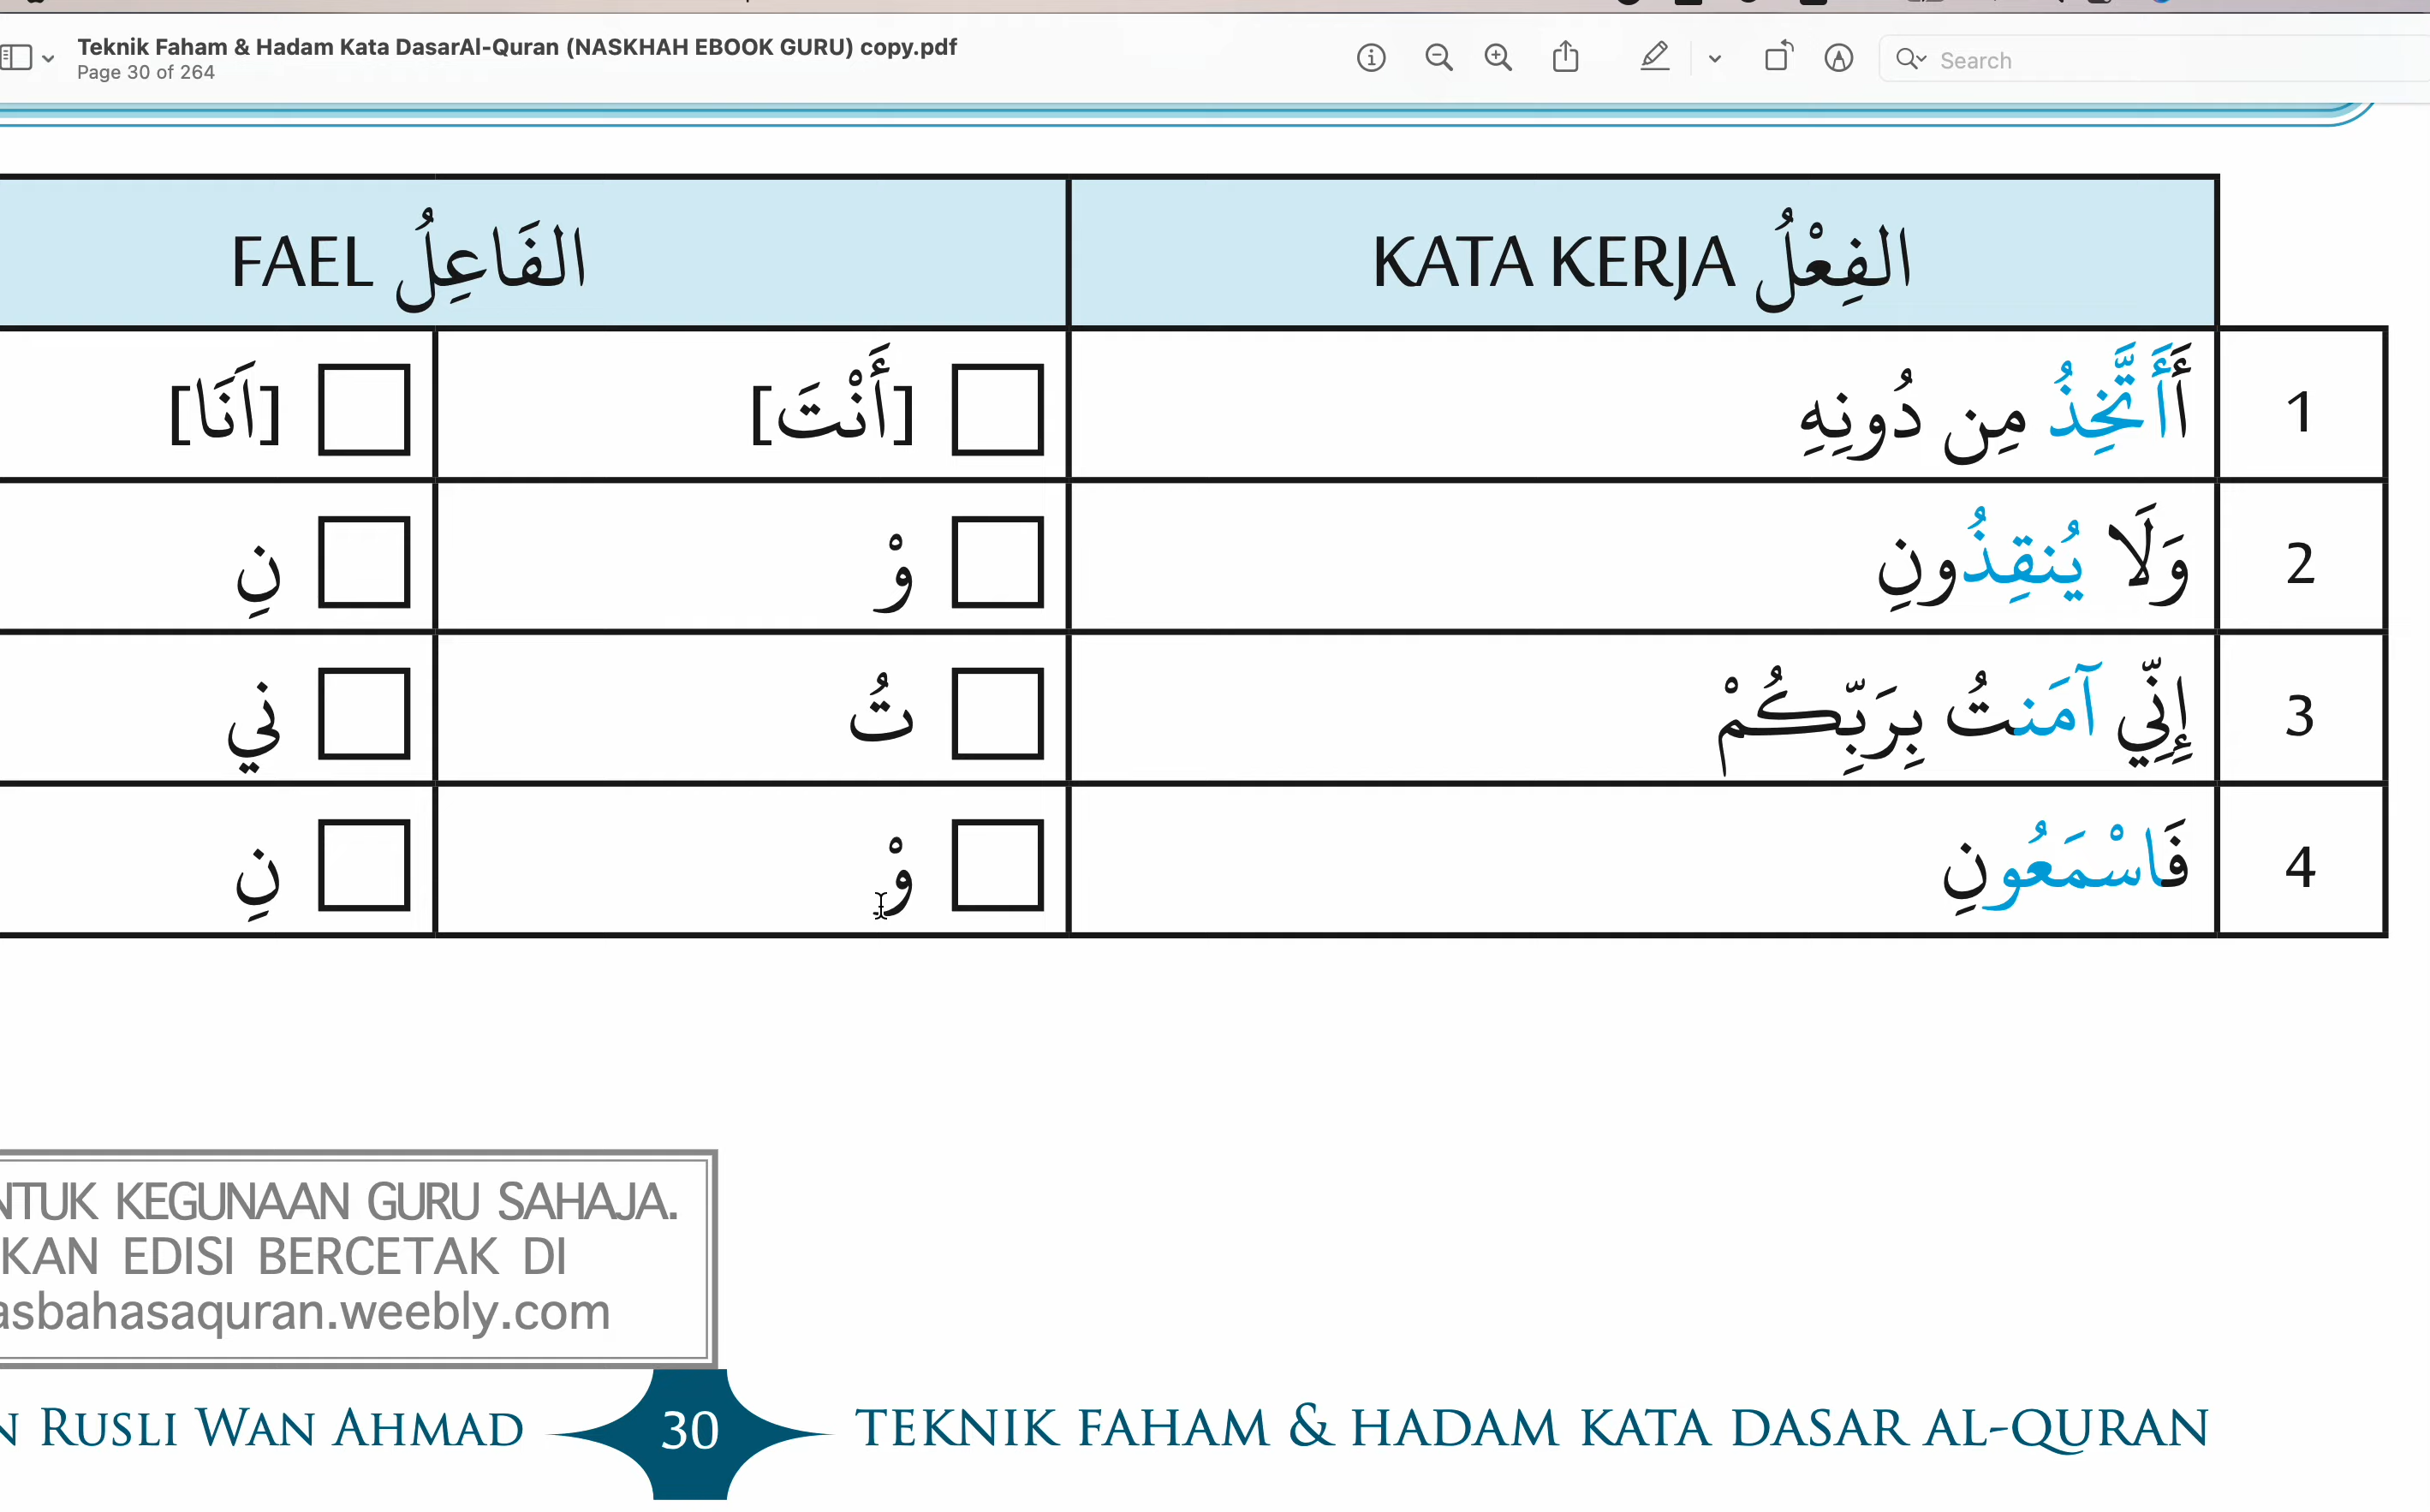 Teknik Faham & Hadam Kata DasarAl-Quran (NASKHAH EBOOK GURU) copy.pdf
Page 30 of 264
Search
KATA KERJA الفِعْلُ
FAEL الفَاعِلُ
1 أَأَتَّخِذُ مِن دُونِهِ [أَنْتَ] [اَنَا]
2 وَلَا يُنقِذُونِ وْ نِ
3 إِنِّي آمَنتُ بِرَبِّكُمْ تُ ني
4 فَاسْمَعُونِ وْ نِ
KEGUNAAN GURU SAHAJA.
EDISI BERCETAK DI
asbahasaquran.weebly.com
RUSLI WAN AHMAD 30 TEKNIK FAHAM & HADAM KATA DASAR AL-QURAN